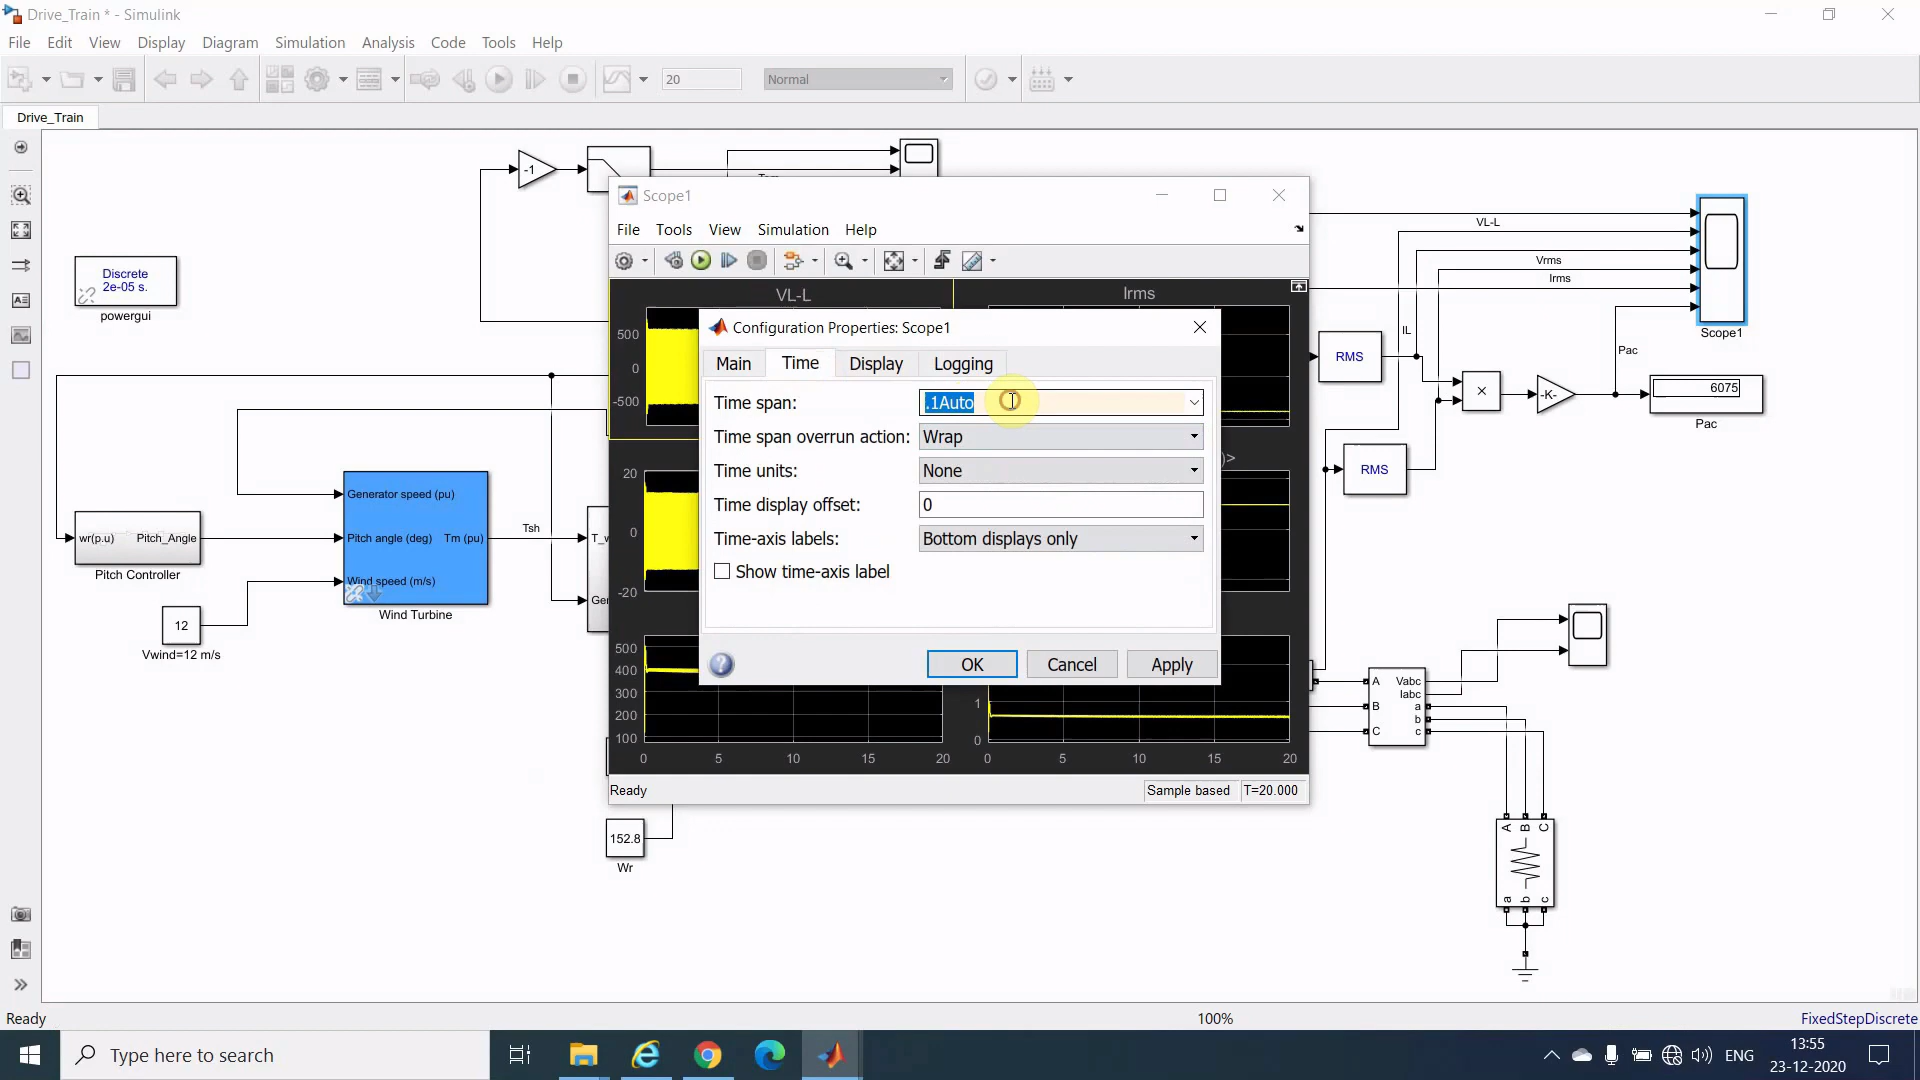 Drive_Train * - Simulink
File Edit View Display Diagram Simulation Analysis Code Tools Help
20 Normal
Drive_Train
-1
Discrete
2e-05 s.
powergui
Generator speed (pu)
Pitch angle (deg) Tm (pu)
Wind speed (m/s)
Wind Turbine
wr(p.u) Pitch_Angle
Pitch Controller
12
Vwind=12 m/s
Tsh
152.8
Wr
Scope1
File Tools View Simulation Help
VL-L Irms
500
0
-500
20
0
-20
500
400
300
200
100
1
0
0 5 10 15 20
0 5 10 15 20
Ready Sample based T=20.000
Configuration Properties: Scope1
Main Time Display Logging
Time span: .1Auto
Time span overrun action: Wrap
Time units: None
Time display offset: 0
Time-axis labels: Bottom displays only
Show time-axis label
OK Cancel Apply
VL-L
Vrms
Irms
Scope1
IL
Pac
RMS
RMS
×
-K-
6075
Pac
A Vabc
Iabc
a
B b
C c
A B C
a b c
Ready 100% FixedStepDiscrete
Type here to search
ENG
13:55
23-12-2020